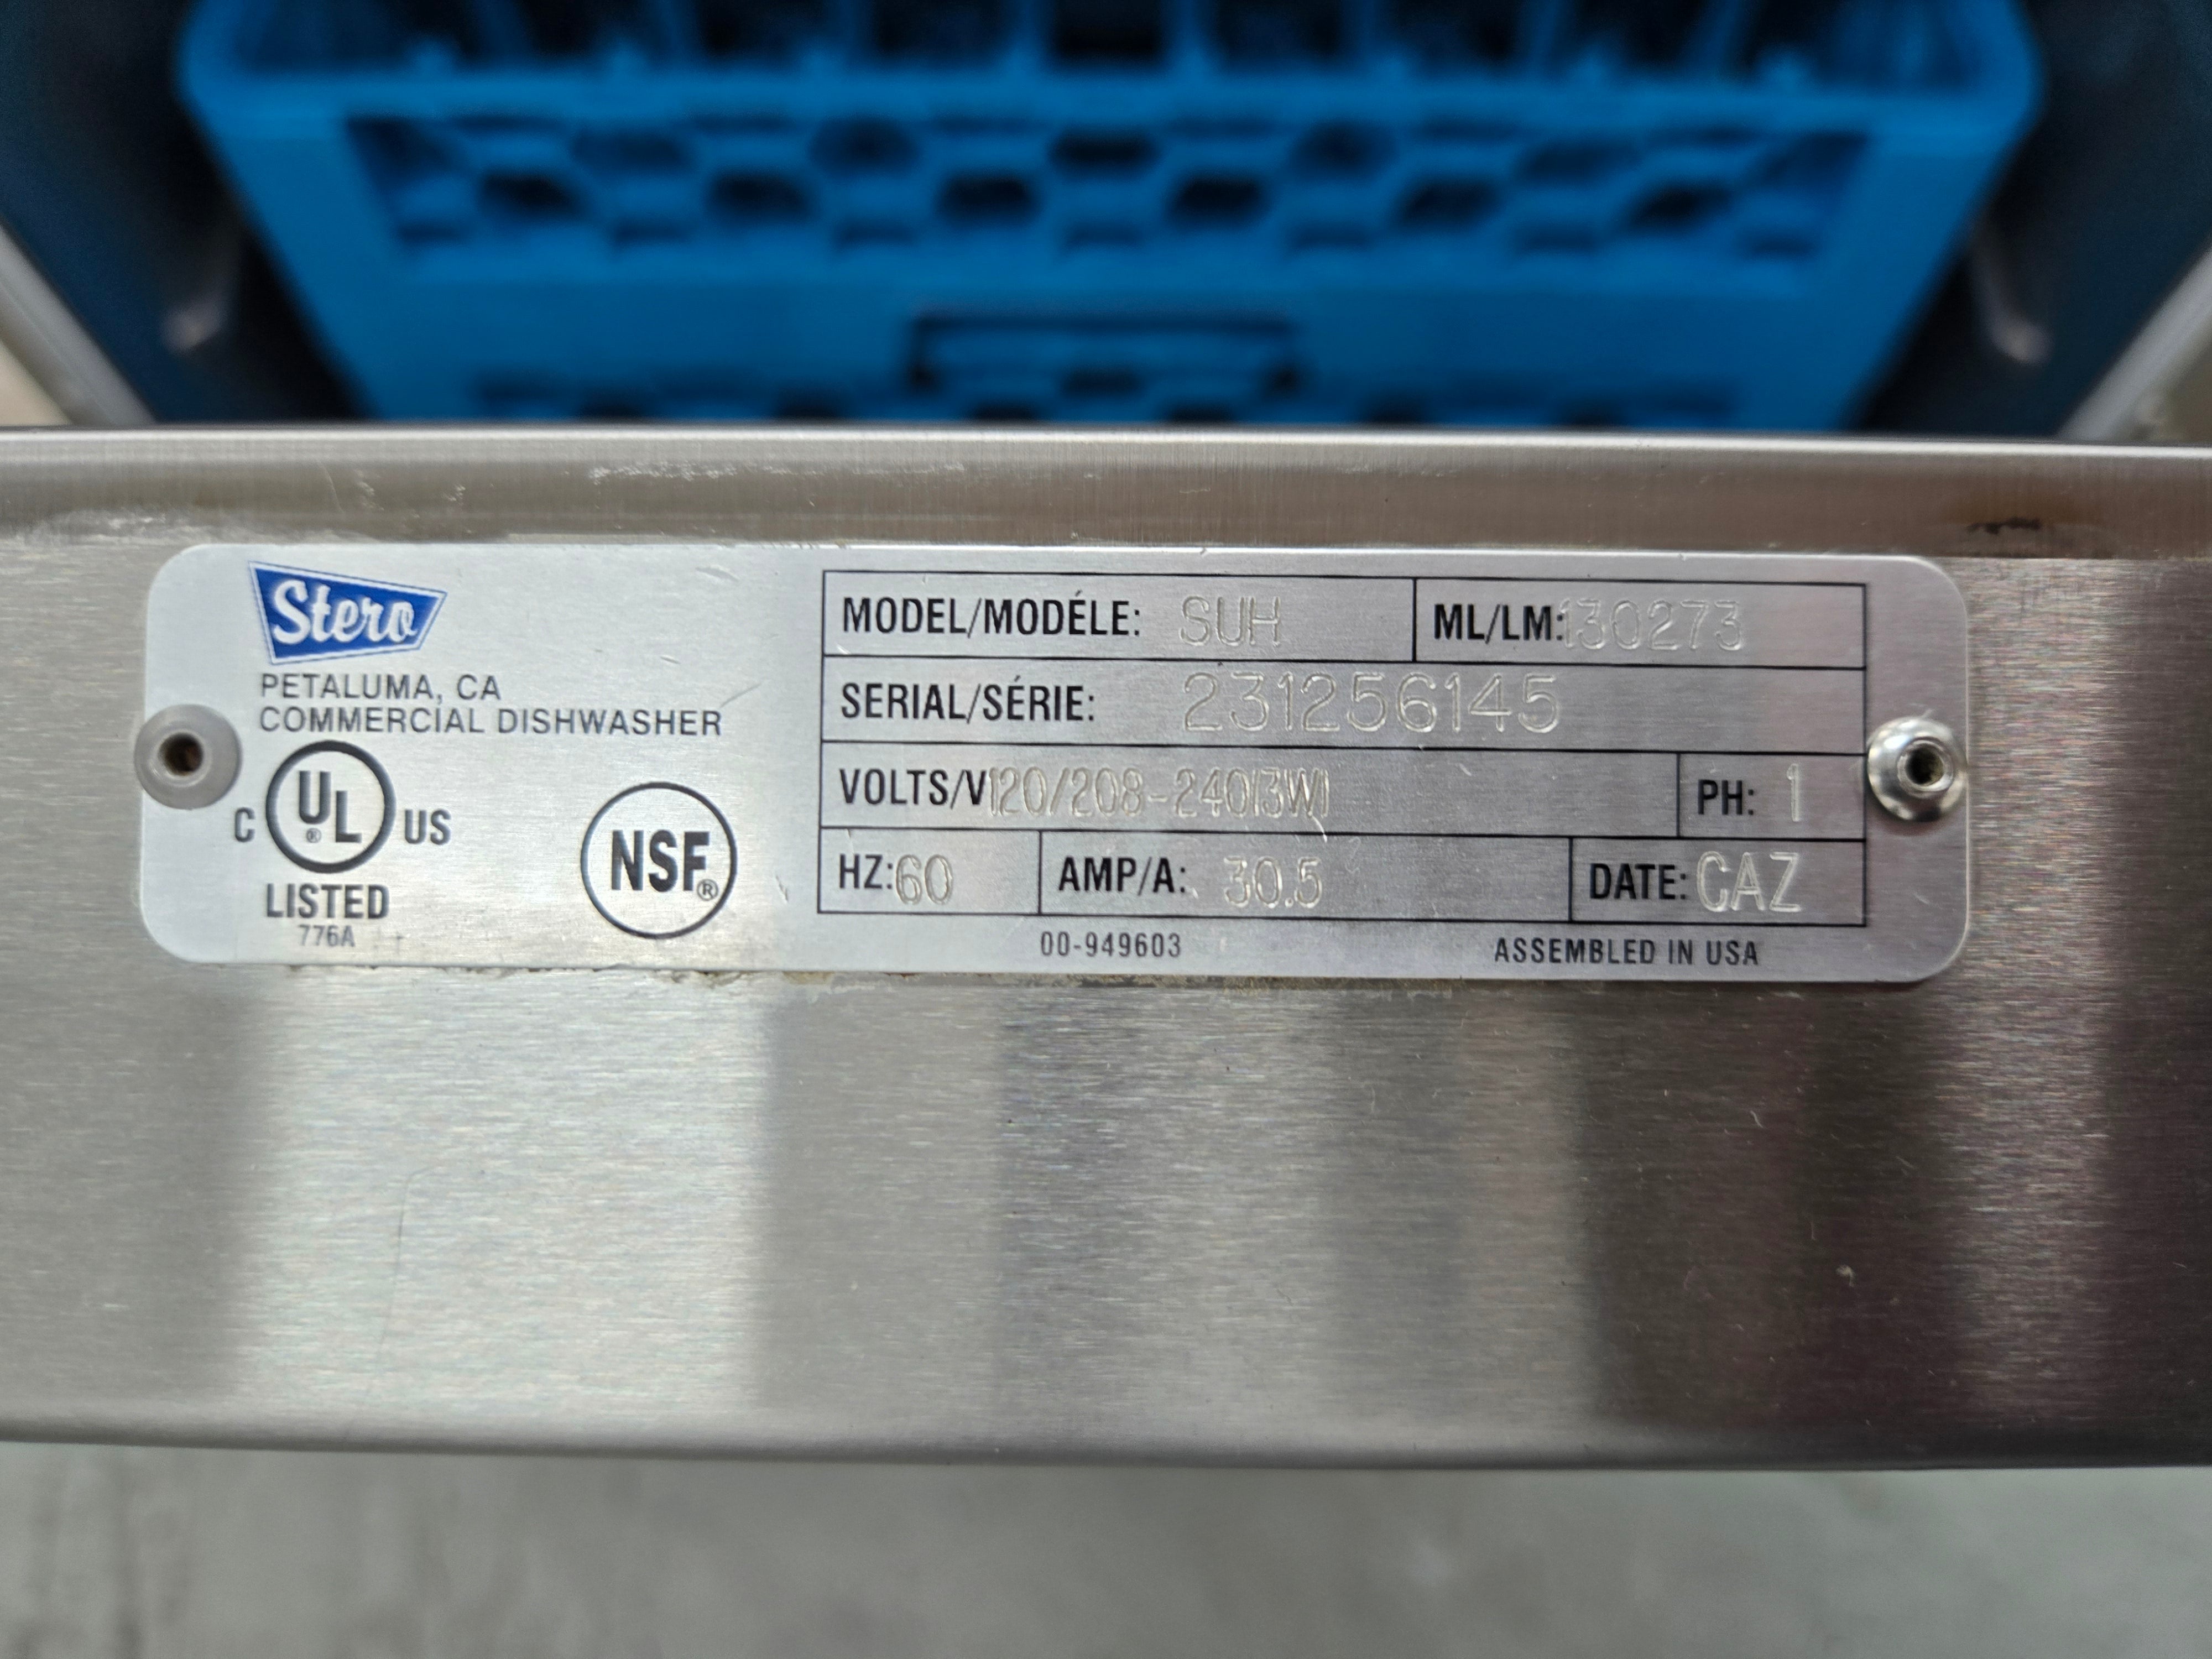 Stero
PETALUMA, CA
COMMERCIAL DISHWASHER
C UL® US
LISTED
776A
NSF®
MODEL/MODÉLE: SUH
ML/LM: 130273
SERIAL/SÉRIE: 231256145
VOLTS/V 120/208-240(3W)
PH: 1
HZ: 60
AMP/A: 30.5
DATE: CAZ
00-949603
ASSEMBLED IN USA